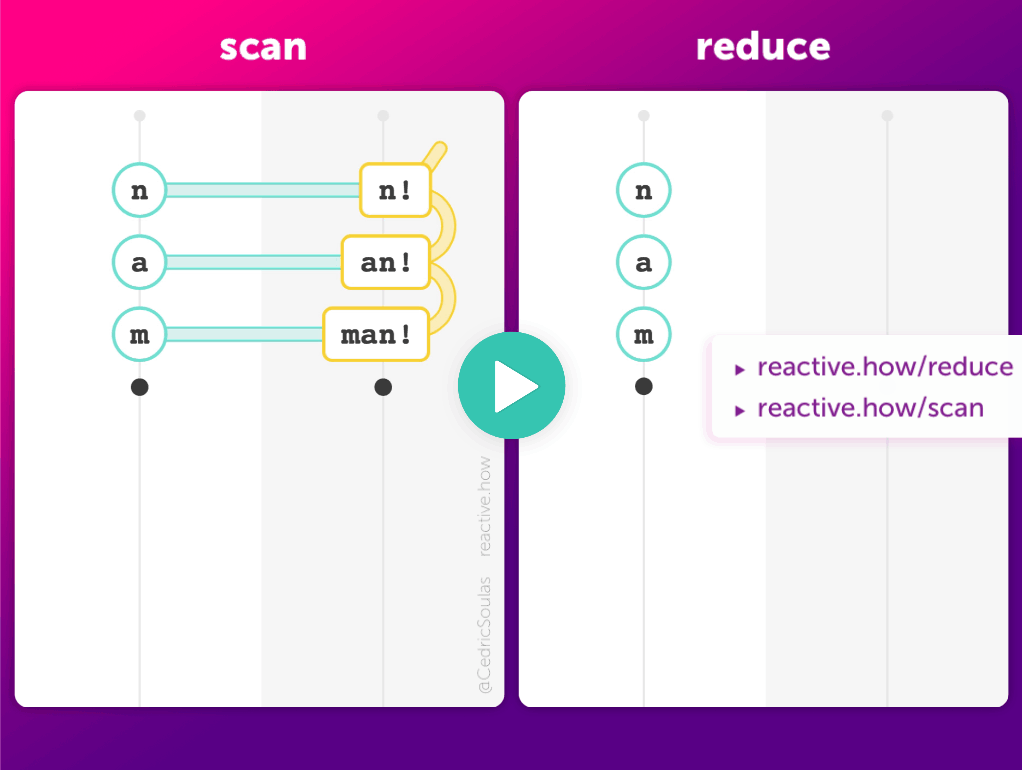 scan
n
n!
a
an!
m
man!
@CedricSoulas reactive.how
reduce
n
a
m
▸ reactive.how/reduce
▸ reactive.how/scan